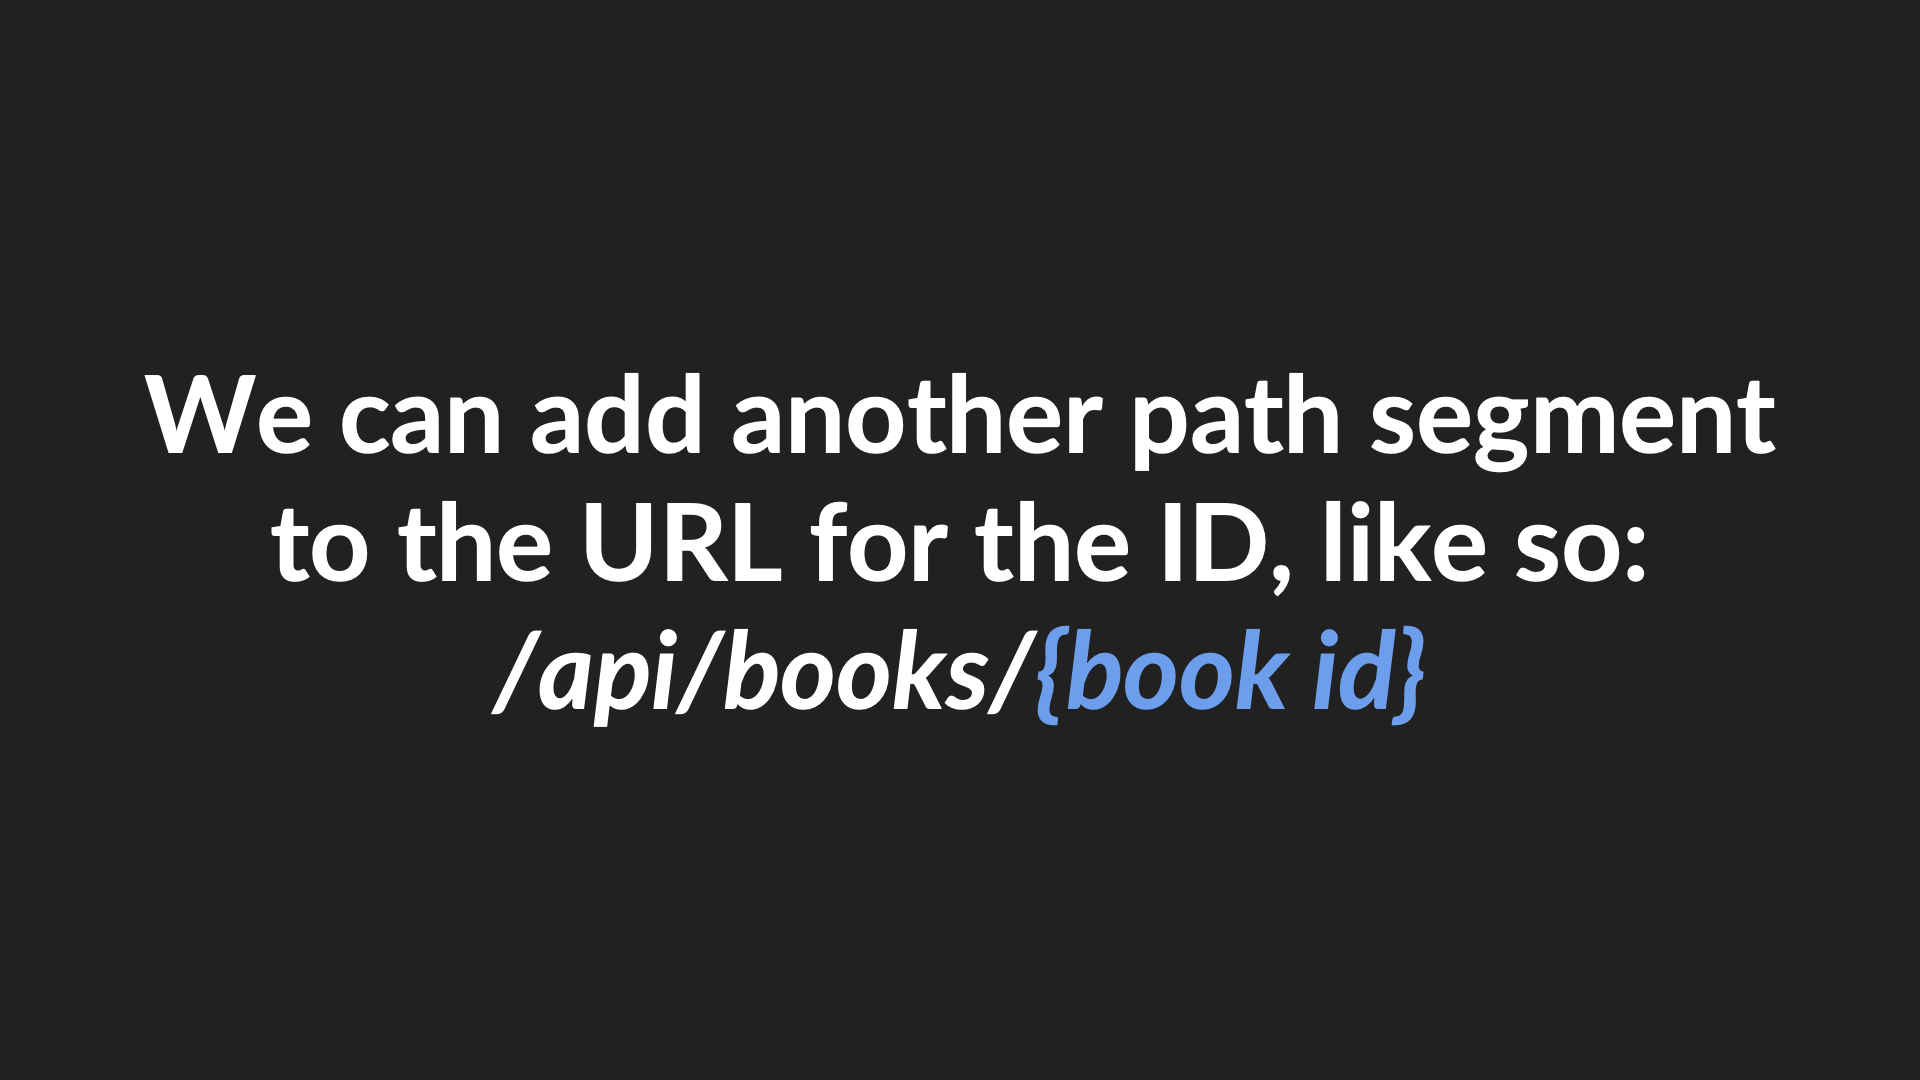 We can add another path segment
to the URL for the ID, like so:
/api/books/{book id}